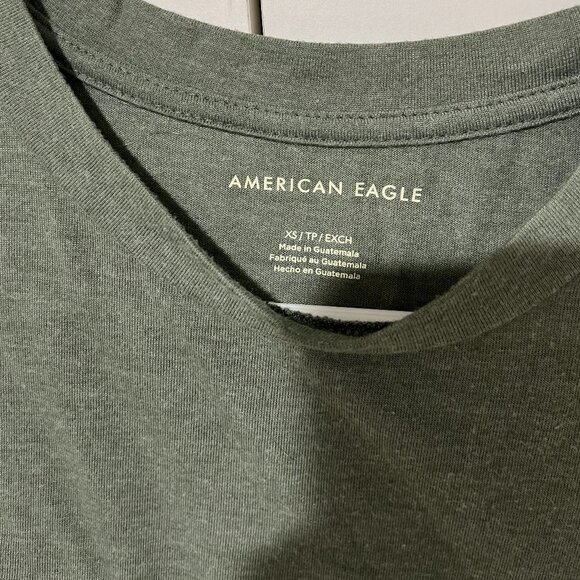 AMERICAN EAGLE
XS / TP / EXCH
Made in Guatemala
Fabriqué au Guatemala
Hecho en Guatemala